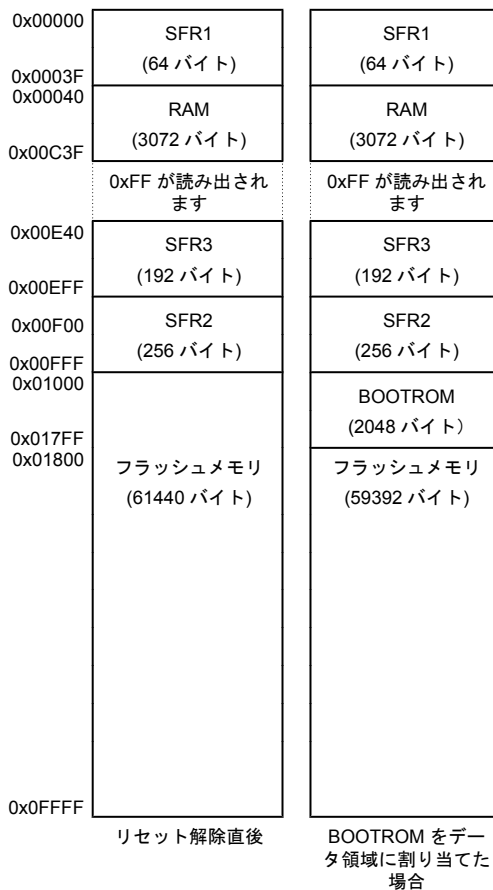 0x00000
SFR1
(64 バイト)
SFR1
(64 バイト)
0x0003F
0x00040
RAM
(3072 バイト)
RAM
(3072 バイト)
0x00C3F
0xFF が読み出され
ます
0xFF が読み出され
ます
0x00E40
SFR3
(192 バイト)
SFR3
(192 バイト)
0x00EFF
0x00F00
SFR2
(256 バイト)
SFR2
(256 バイト)
0x00FFF
0x01000
BOOTROM
(2048 バイト）
0x017FF
0x01800
フラッシュメモリ
(61440 バイト)
フラッシュメモリ
(59392 バイト)
0x0FFFF
リセット解除直後
BOOTROM をデー
タ領域に割り当てた
場合